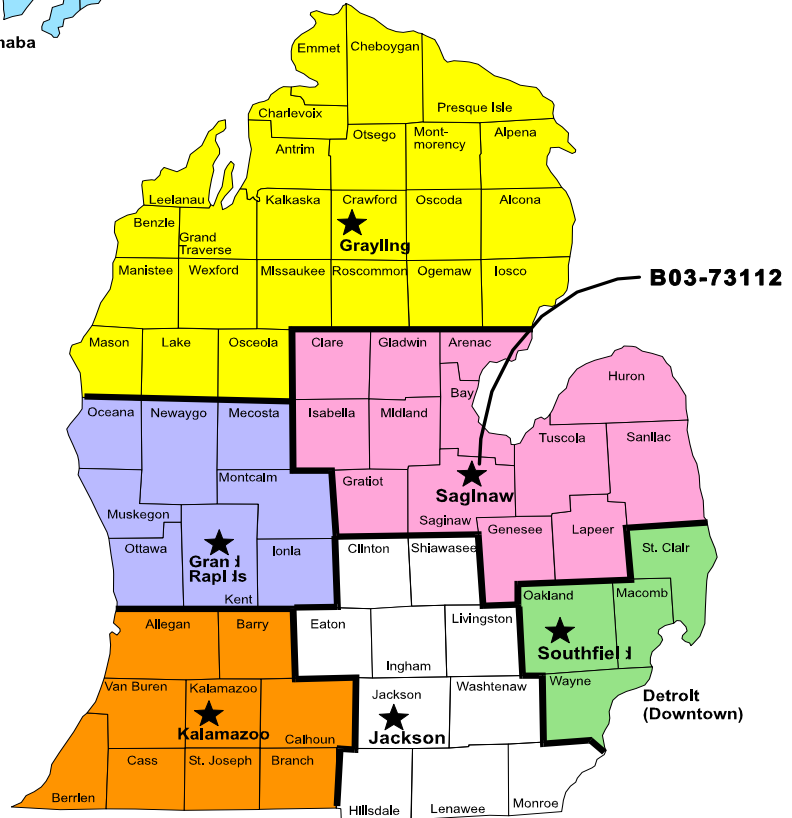 naba
Emmet
Cheboygan
Presque Isle
Charlevoix
Otsego
Mont-
morency
Alpena
Antrim
Leelanau
Kalkaska
Crawford
Oscoda
Alcona
Benzle
Grand
Traverse
GraylIng
Manistee
Wexford
MIssaukee
Roscommon
Ogemaw
Iosco
B03-73112
Mason
Lake
Osceola
Clare
Gladwin
Arenac
Huron
Bay
Oceana
Newaygo
Mecosta
Isabella
MIdland
Tuscola
SanIlac
Montcalm
Gratiot
SagInaw
Muskegon
Saginaw
Genesee
Lapeer
Ottawa
Grand
RapIds
IonIa
Kent
ClInton
Shiawasee
St. ClaIr
Oakland
Macomb
Allegan
Barry
Eaton
Livingston
Ingham
Southfield
Van Buren
Kalamazoo
Jackson
Washtenaw
Wayne
DetroIt
(Downtown)
Kalamazoo
Calhoun
Jackson
Cass
St. Joseph
Branch
BerrIen
HIllsdale
Lenawee
Monroe